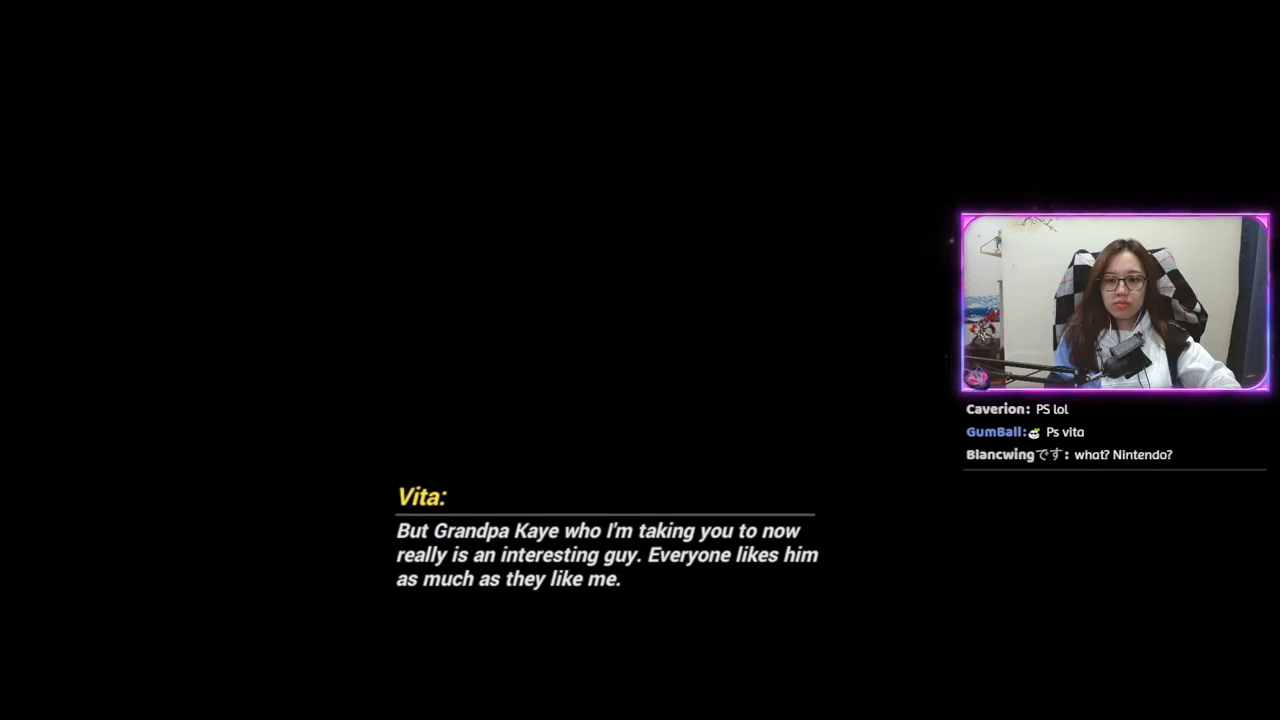 Caverion: PS lol
GumBall: Ps vita
Blancwingです: what? Nintendo?
Vita:
But Grandpa Kaye who I'm taking you to now
really is an interesting guy. Everyone likes him
as much as they like me.